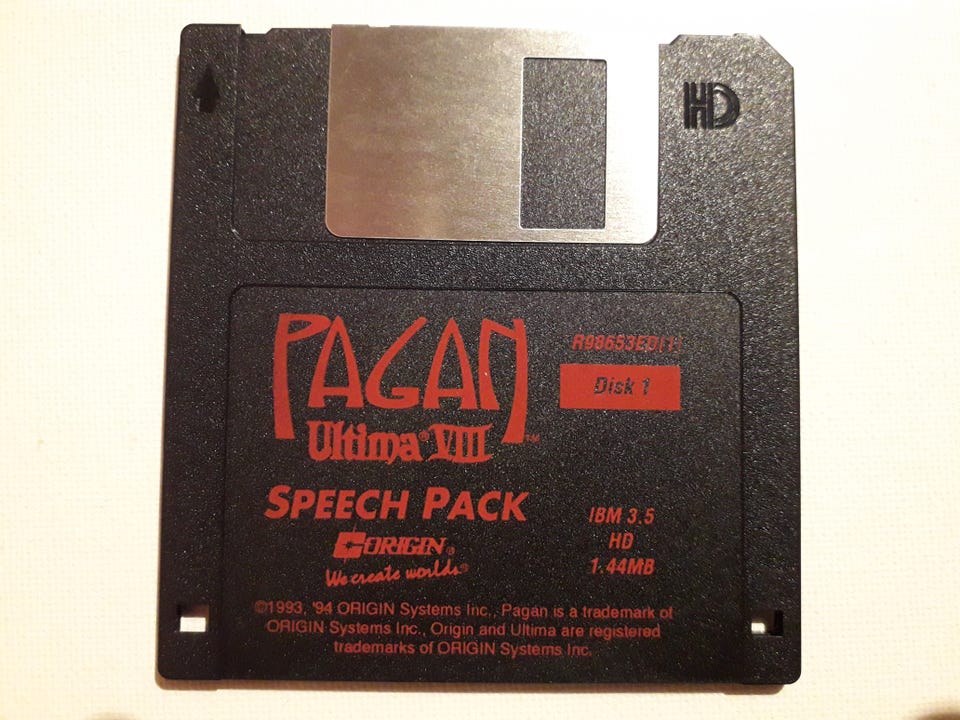 HD
PAGAN™
Ultima® VIII
R98653EDI11
Disk 1
SPEECH PACK
ORIGIN®
We create worlds®
IBM 3.5
HD
1.44MB
©1993, '94 ORIGIN Systems Inc., Pagan is a trademark of
ORIGIN Systems Inc., Origin and Ultima are registered
trademarks of ORIGIN Systems Inc.